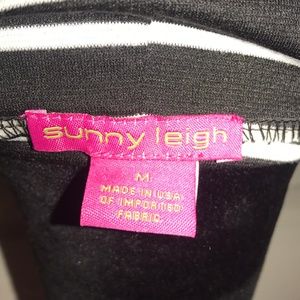 sunny leigh
M
MADE IN USA
OF IMPORTED
FABRIC